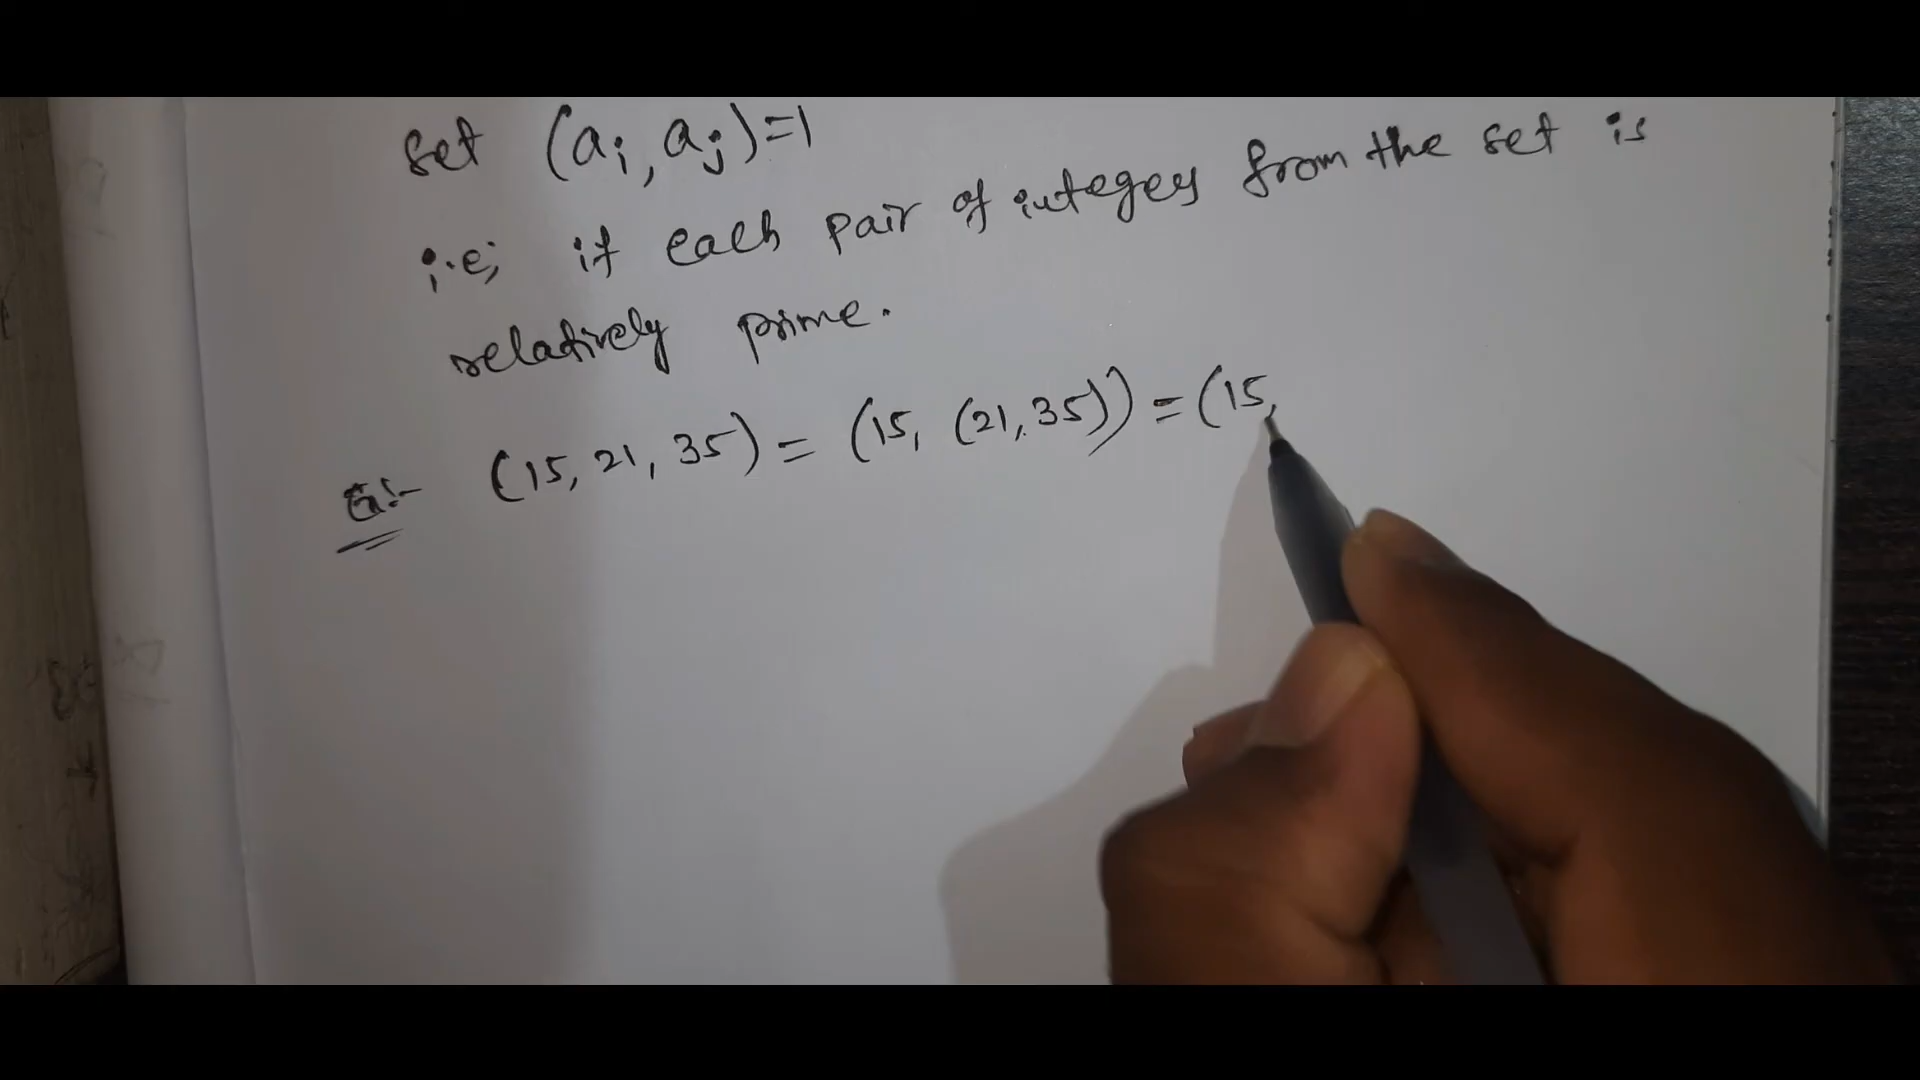 set (ai, aj)=1
i.e; if each pair of integers from the set is
relatively prime.
Ex:- (15, 21, 35) = (15, (21, 35)) = (15,